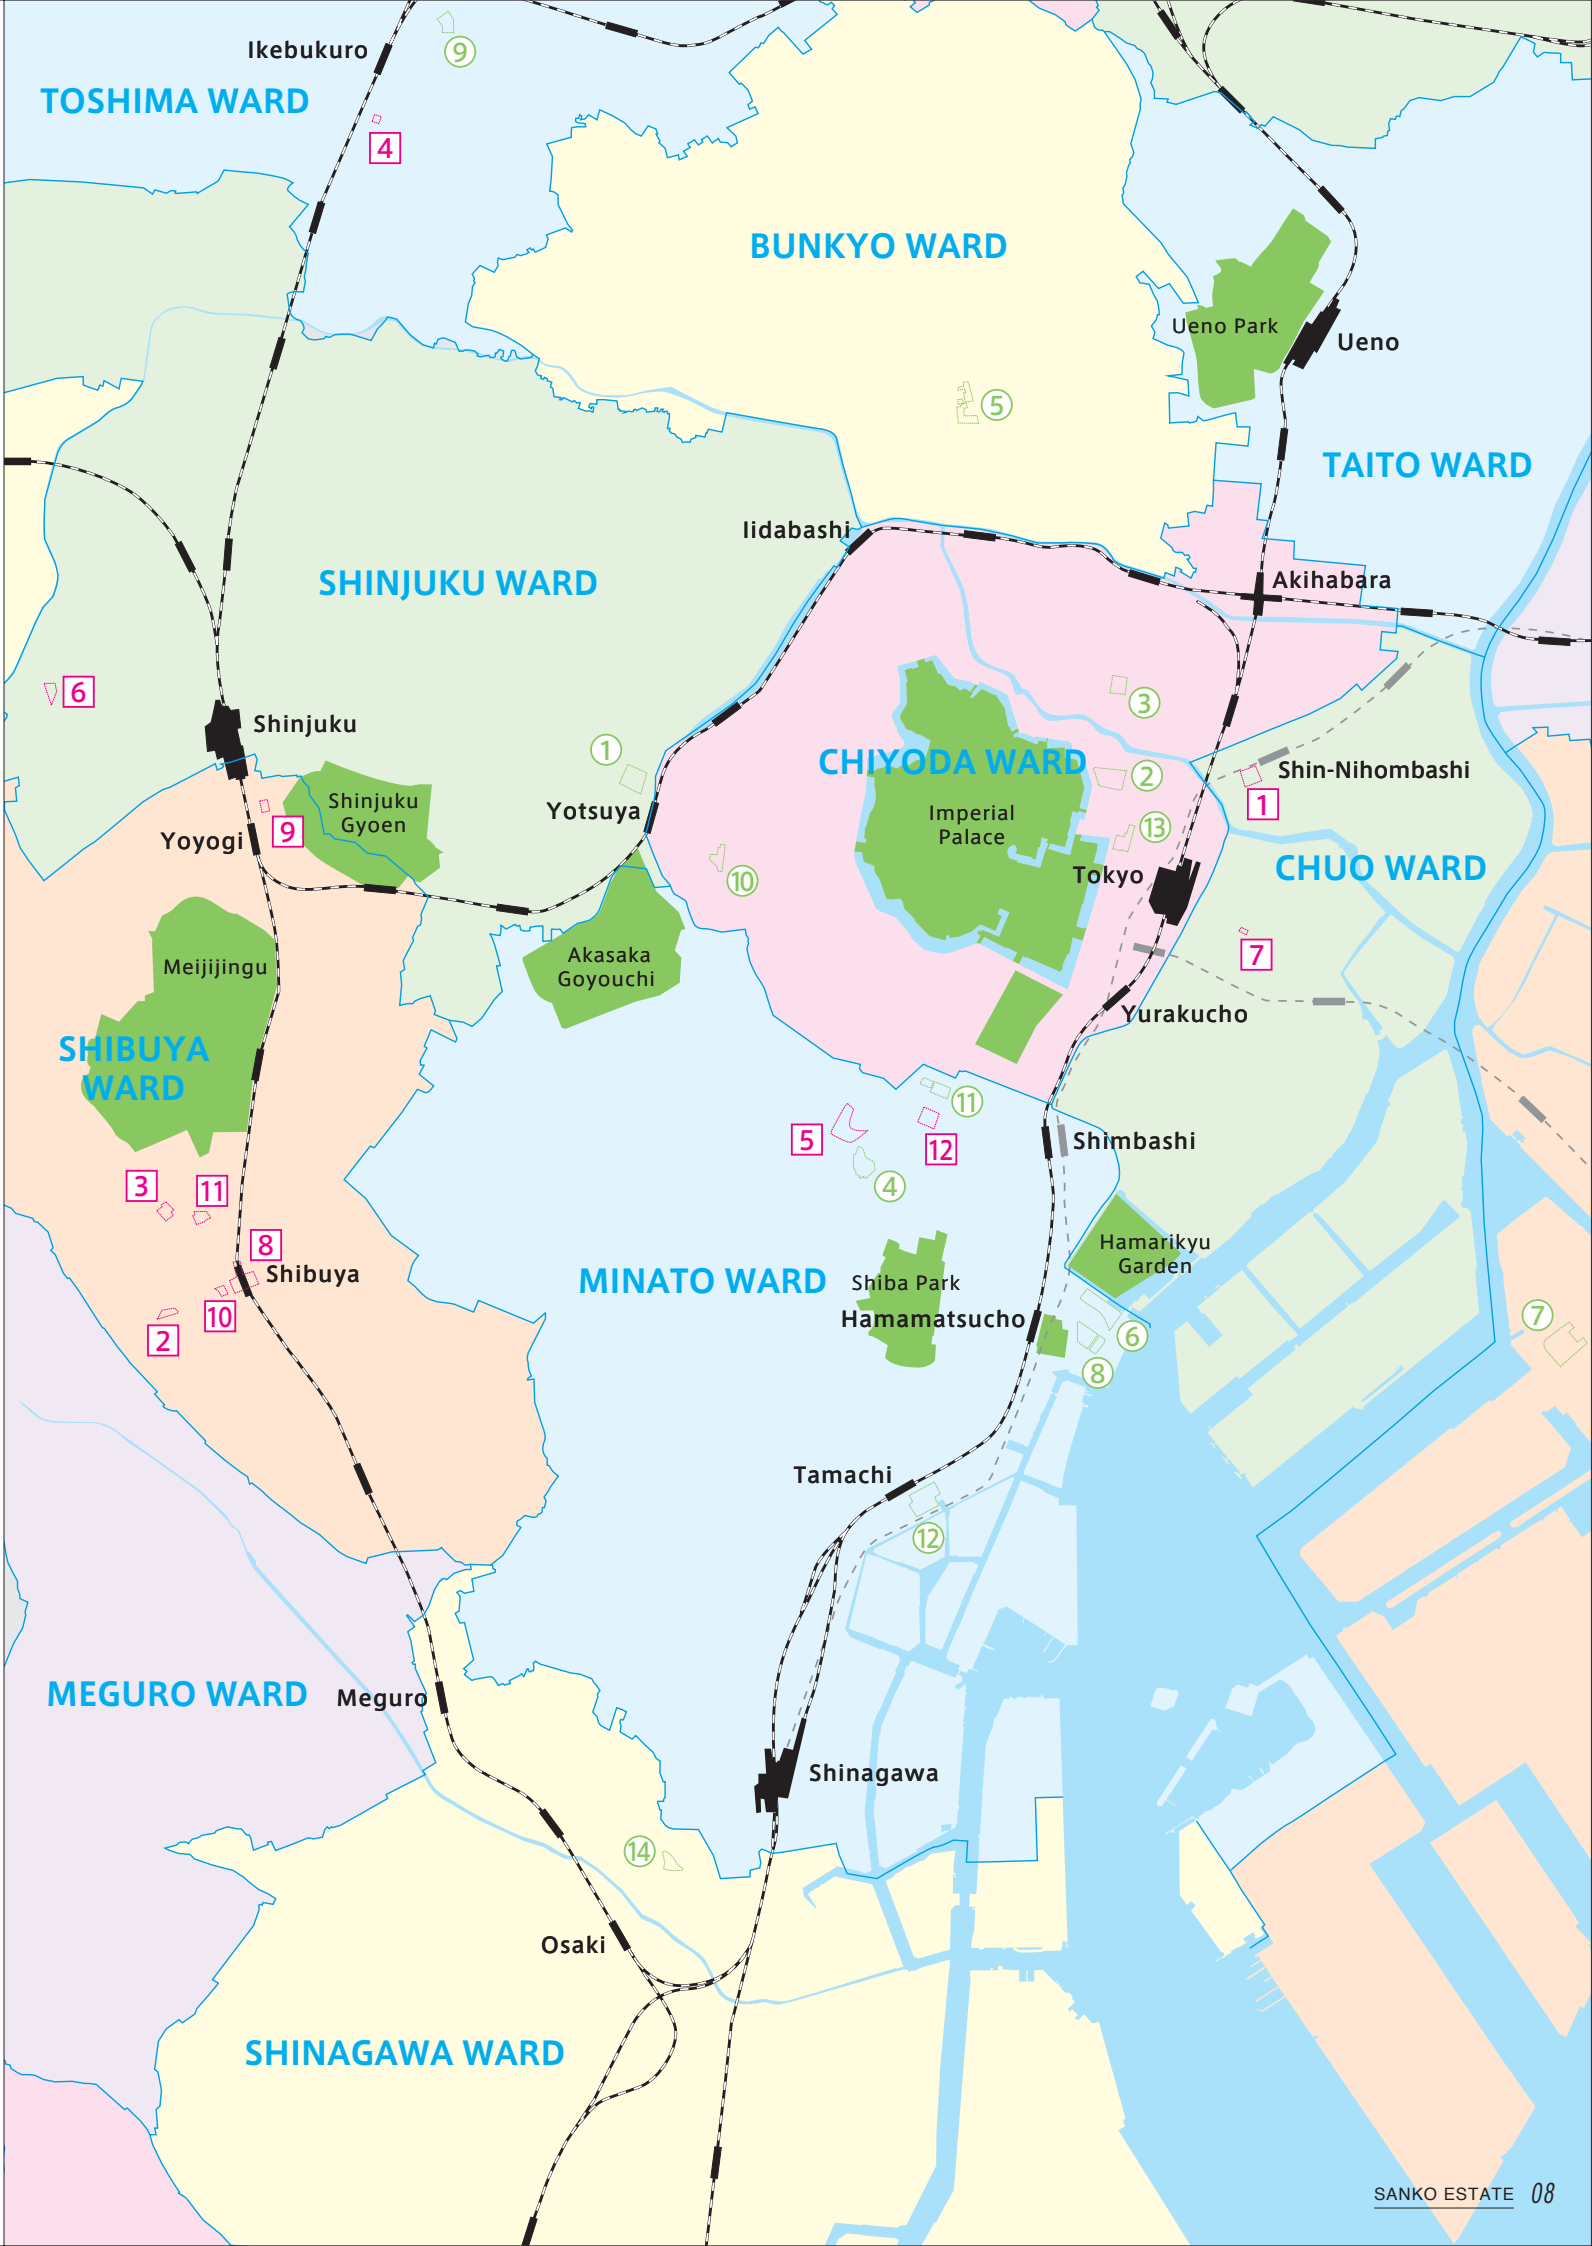 Ikebukuro
⑨
TOSHIMA WARD
4
BUNKYO WARD
Ueno Park
Ueno
⑤
TAITO WARD
Iidabashi
SHINJUKU WARD
Akihabara
6
③
Shinjuku
①
CHIYODA WARD
②
Shin-Nihombashi
1
Shinjuku
Gyoen
Yotsuya
Imperial
Palace
⑬
Yoyogi
9
CHUO WARD
Tokyo
⑩
Meijijingu
Akasaka
Goyouchi
7
Yurakucho
SHIBUYA
WARD
⑪
5
12
Shimbashi
④
3
11
8
Shibuya
Hamarikyu
Garden
MINATO WARD
Shiba Park
Hamamatsucho
10
2
⑥
⑦
⑧
Tamachi
⑫
MEGURO WARD
Meguro
Shinagawa
⑭
Osaki
SHINAGAWA WARD
SANKO ESTATE 08